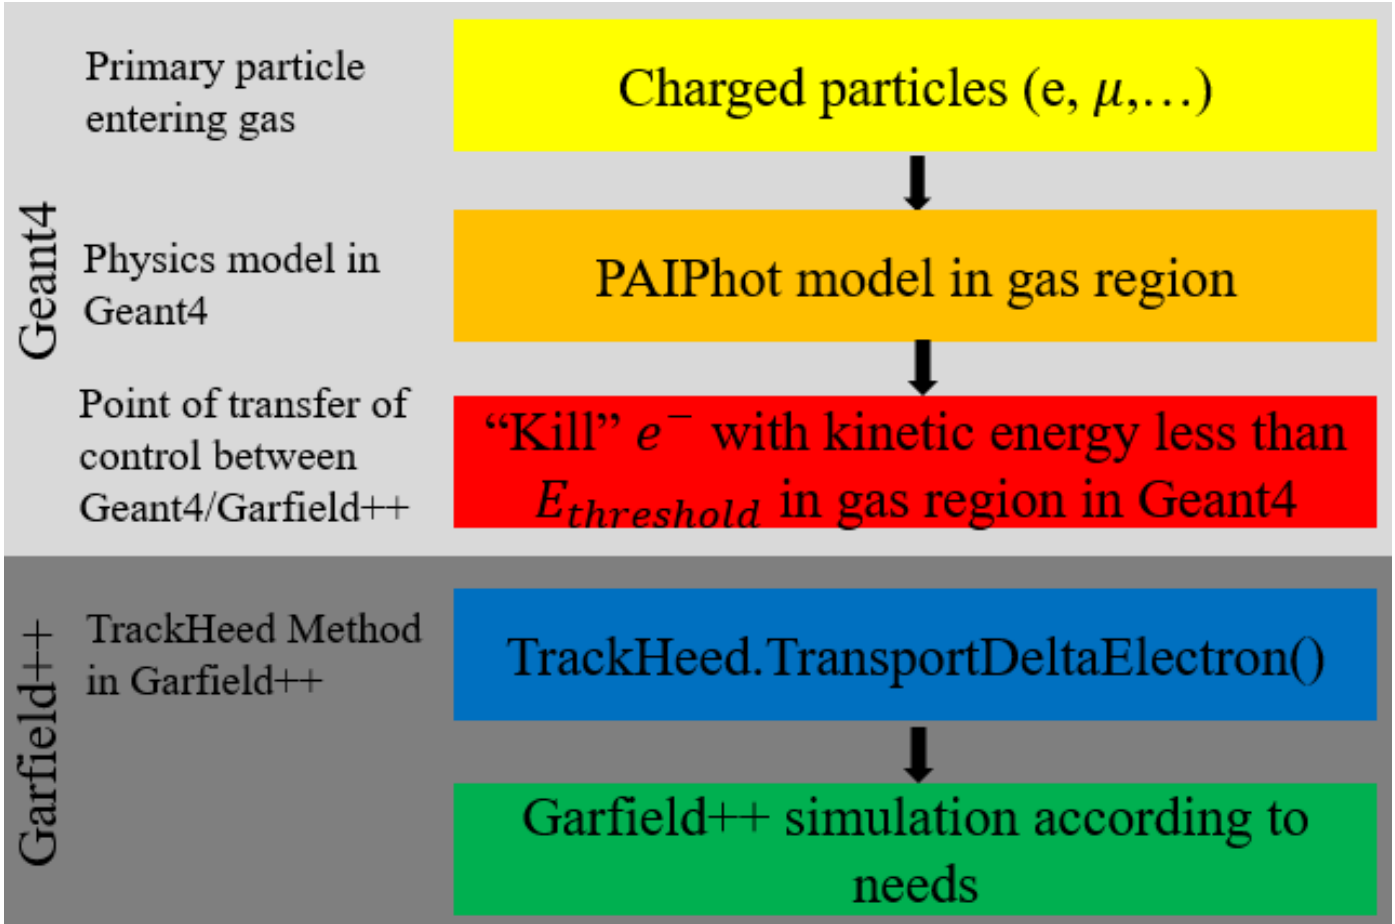 Geant4
Primary particle
entering gas
Charged particles (e, μ,…)
Physics model in
Geant4
PAIPhot model in gas region
Point of transfer of
control between
Geant4/Garfield++
“Kill” e⁻ with kinetic energy less than
E_threshold in gas region in Geant4
Garfield++
TrackHeed Method
in Garfield++
TrackHeed.TransportDeltaElectron()
Garfield++ simulation according to
needs